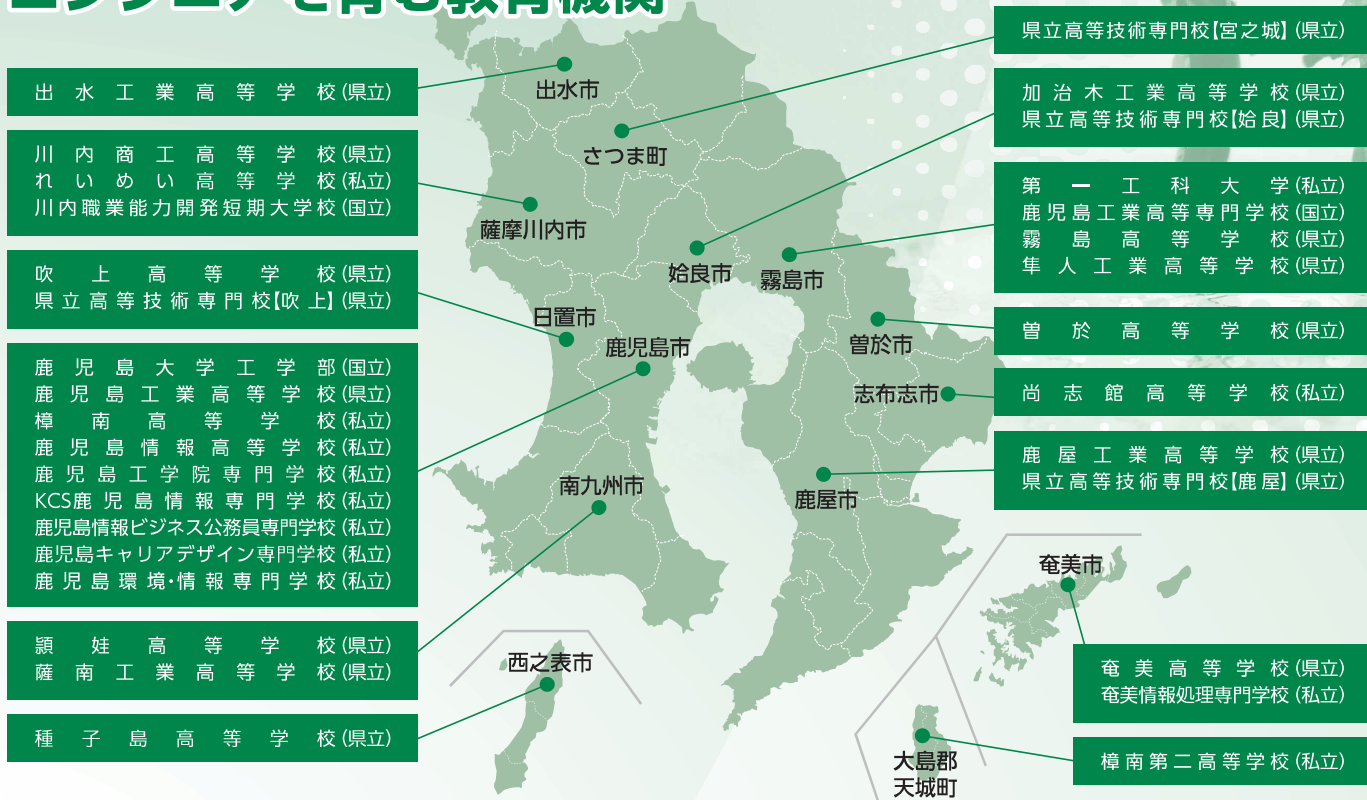 エンジニアを育む教育機関
出水工業高等学校(県立)
川内商工高等学校(県立)
れいめい高等学校(私立)
川内職業能力開発短期大学校(国立)
吹上高等学校(県立)
県立高等技術専門校【吹上】(県立)
鹿児島大学工学部(国立)
鹿児島工業高等学校(県立)
樟南高等学校(私立)
鹿児島情報高等学校(私立)
鹿児島工学院専門学校(私立)
KCS鹿児島情報専門学校(私立)
鹿児島情報ビジネス公務員専門学校(私立)
鹿児島キャリアデザイン専門学校(私立)
鹿児島環境・情報専門学校(私立)
頴娃高等学校(県立)
薩南工業高等学校(県立)
種子島高等学校(県立)
出水市
さつま町
薩摩川内市
姶良市
霧島市
日置市
鹿児島市
曽於市
志布志市
南九州市
鹿屋市
西之表市
奄美市
大島郡
天城町
県立高等技術専門校【宮之城】(県立)
加治木工業高等学校(県立)
県立高等技術専門校【姶良】(県立)
第一工科大学(私立)
鹿児島工業高等専門学校(国立)
霧島高等学校(県立)
隼人工業高等学校(県立)
曽於高等学校(県立)
尚志館高等学校(私立)
鹿屋工業高等学校(県立)
県立高等技術専門校【鹿屋】(県立)
奄美高等学校(県立)
奄美情報処理専門学校(私立)
樟南第二高等学校(私立)